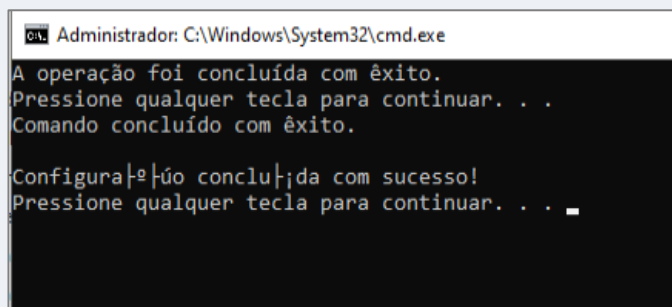 Administrador: C:\Windows\System32\cmd.exe
A operação foi concluída com êxito.
Pressione qualquer tecla para continuar. . .
Comando concluído com êxito.
Configura├º├úo conclu├¡da com sucesso!
Pressione qualquer tecla para continuar. . .